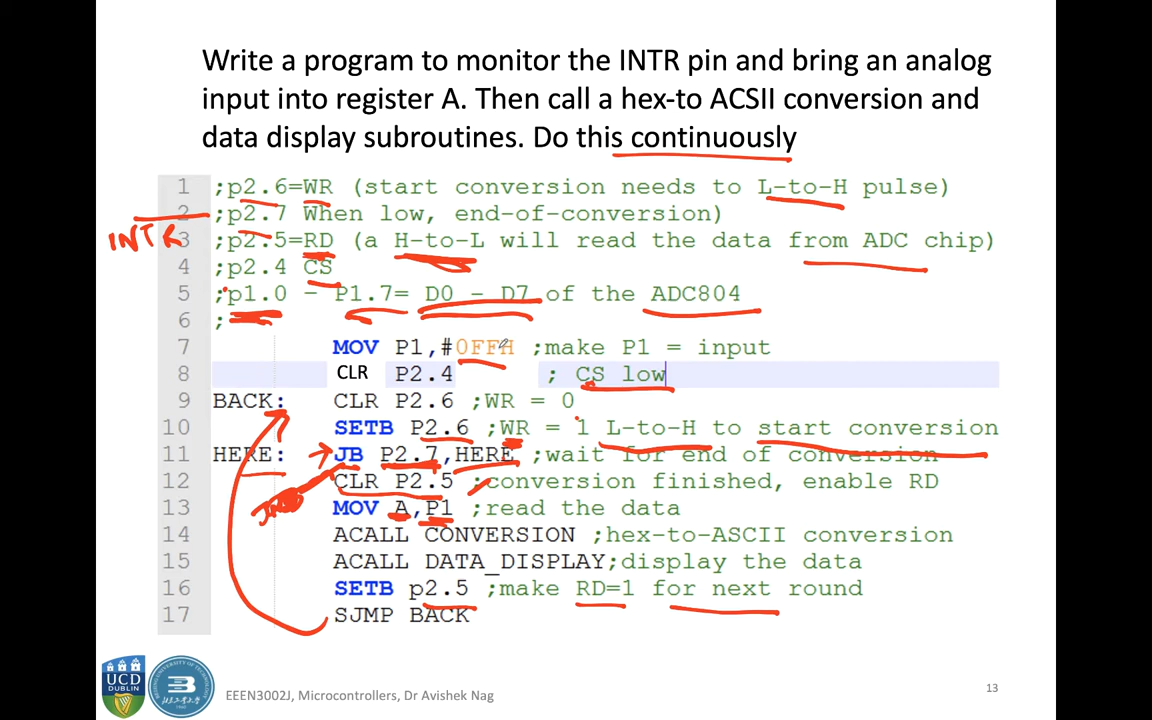 Write a program to monitor the INTR pin and bring an analog
input into register A. Then call a hex-to ACSII conversion and
data display subroutines. Do this continuously
1 ;p2.6=WR (start conversion needs to L-to-H pulse)
2 ;p2.7 When low, end-of-conversion)
INTR
3 ;p2.5=RD (a H-to-L will read the data from ADC chip)
4 ;p2.4 CS
5 ;p1.0 - P1.7= D0 - D7 of the ADC804
6 ;
7 MOV P1,#0FFH ;make P1 = input
8 CLR P2.4 ; CS low
9 BACK: CLR P2.6 ;WR = 0
10 SETB P2.6 ;WR = 1 L-to-H to start conversion
11 HERE: JB P2.7,HERE ;wait for end of conversion
12 CLR P2.5 ;conversion finished, enable RD
13 MOV A,P1 ;read the data
14 ACALL CONVERSION ;hex-to-ASCII conversion
15 ACALL DATA_DISPLAY;display the data
16 SETB p2.5 ;make RD=1 for next round
17 SJMP BACK
UCD
DUBLIN
EEEN3002J, Microcontrollers, Dr Avishek Nag
13